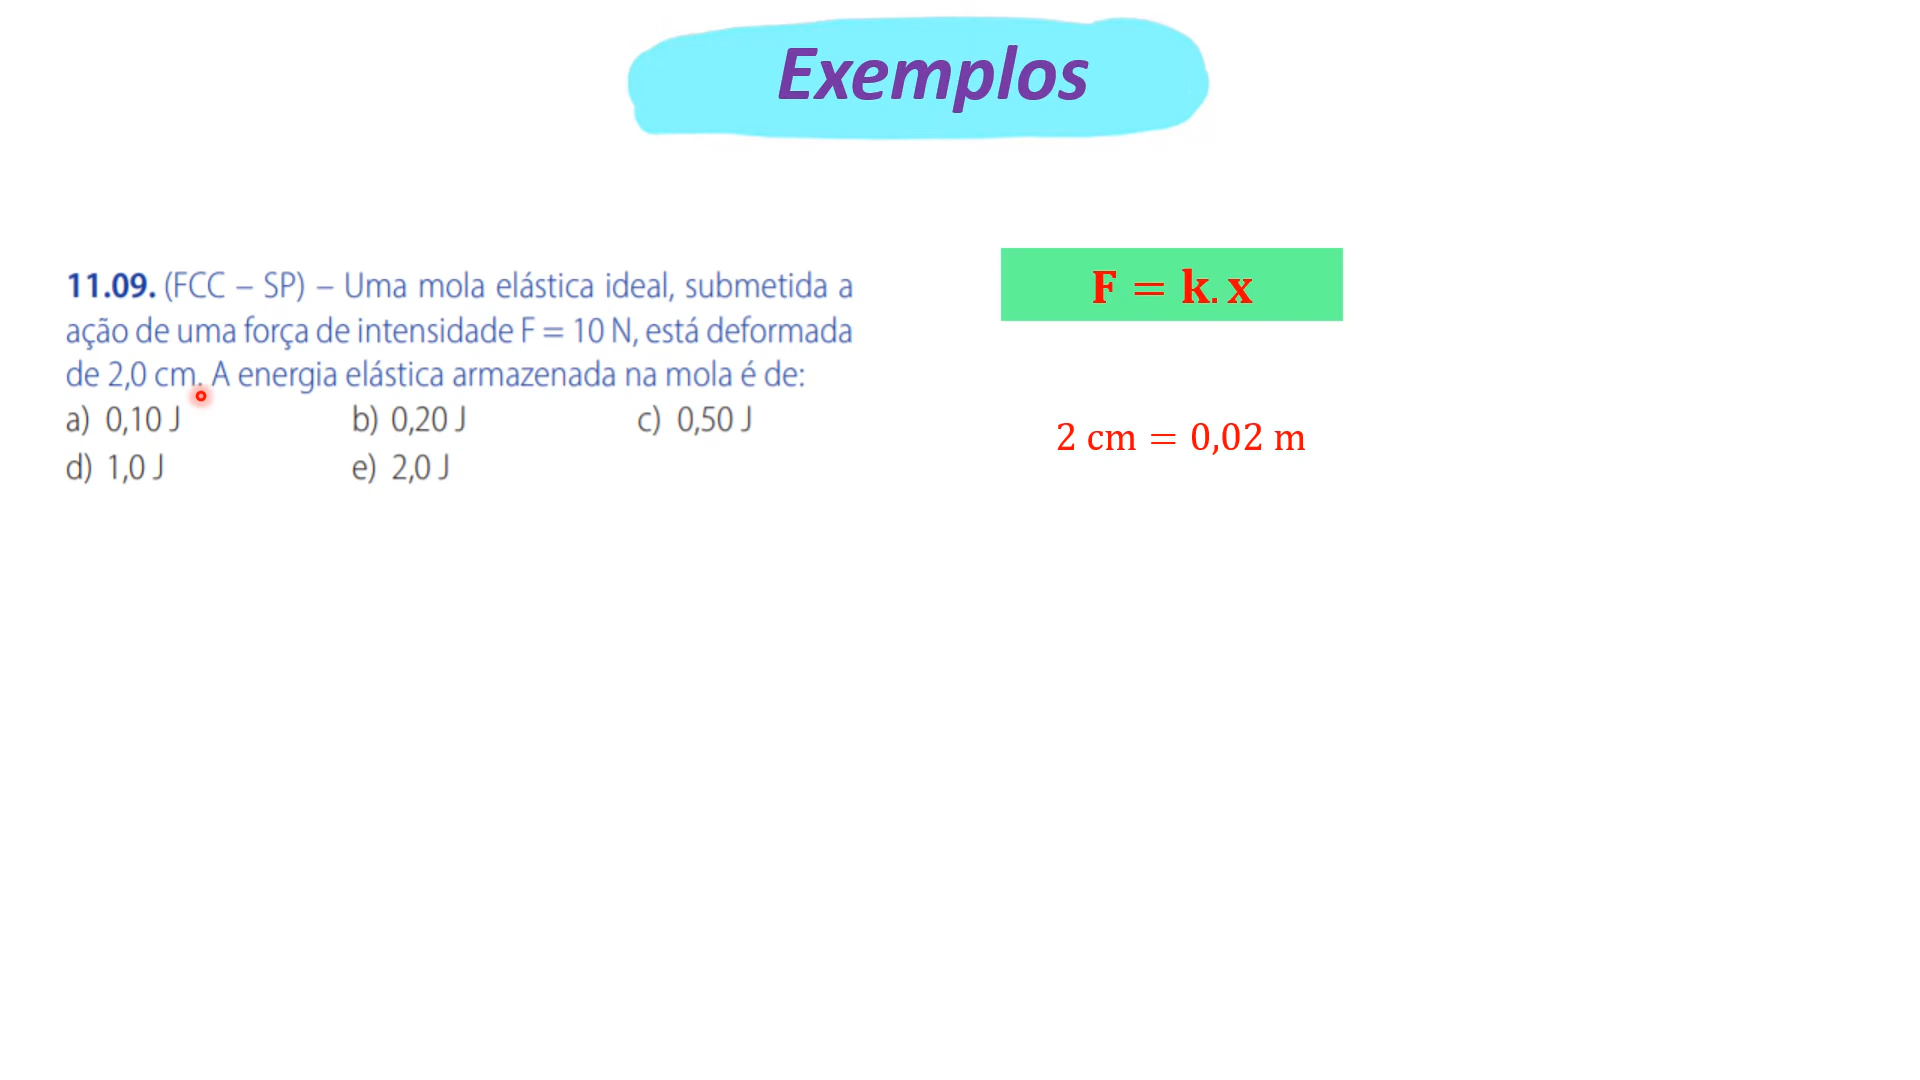 Exemplos
11.09. (FCC – SP) – Uma mola elástica ideal, submetida a
ação de uma força de intensidade F = 10 N, está deformada
de 2,0 cm. A energia elástica armazenada na mola é de:
a) 0,10 J b) 0,20 J c) 0,50 J
d) 1,0 J e) 2,0 J
F = k. x
2 cm = 0,02 m